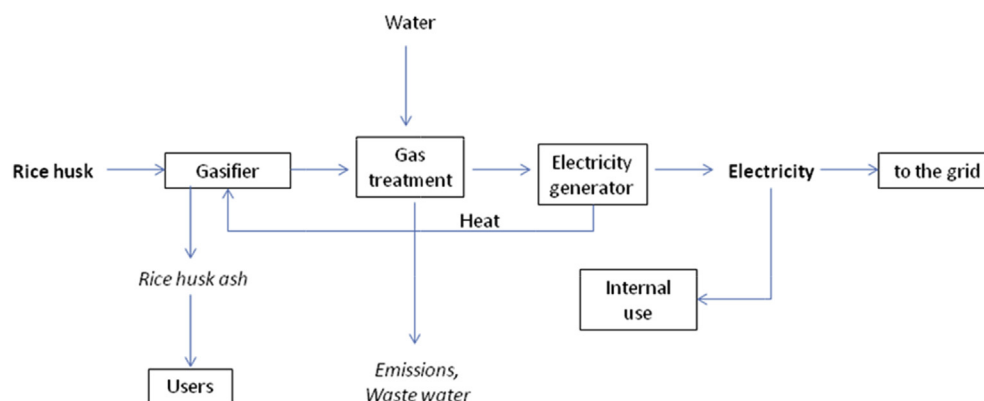 Water
Rice husk
Gasifier
Gas
treatment
Electricity
generator
Electricity
to the grid
Heat
Rice husk ash
Internal
use
Users
Emissions,
Waste water